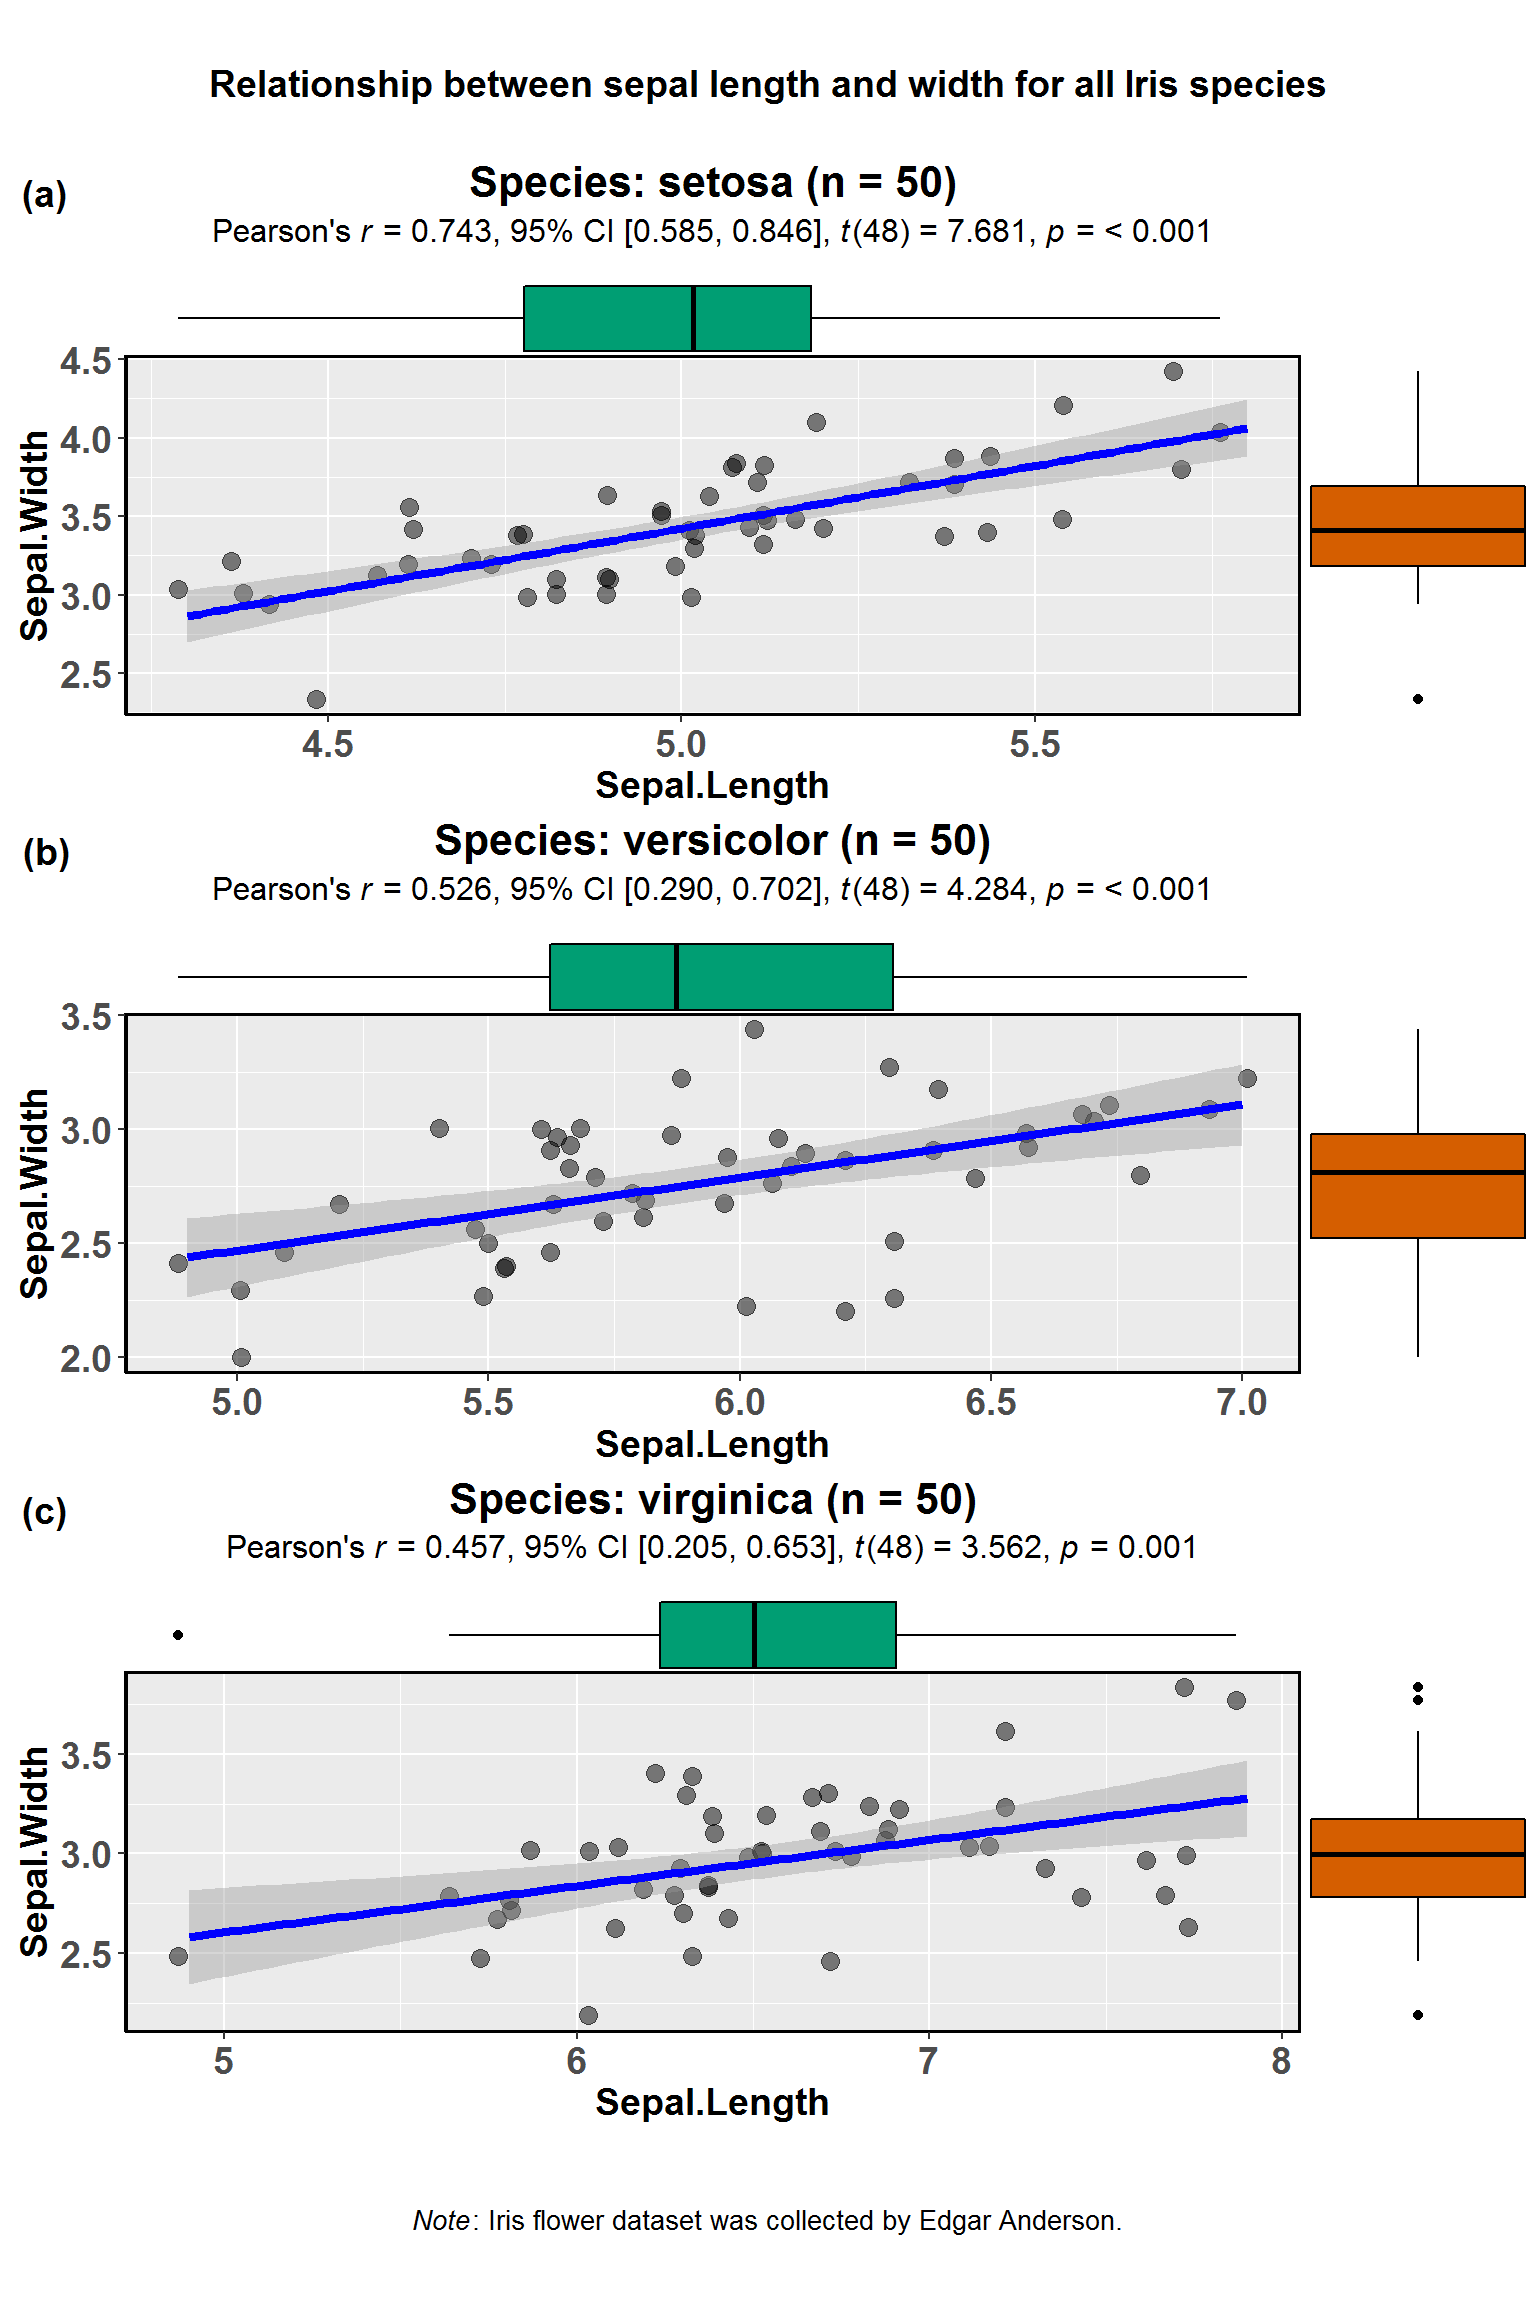 Relationship between sepal length and width for all Iris species
(a)
Species: setosa (n = 50)
Pearson's r = 0.743, 95% CI [0.585, 0.846], t(48) = 7.681, p = < 0.001
4.5
4.0
3.5
3.0
2.5
Sepal.Width
4.5 5.0 5.5
Sepal.Length
(b)
Species: versicolor (n = 50)
Pearson's r = 0.526, 95% CI [0.290, 0.702], t(48) = 4.284, p = < 0.001
3.5
3.0
2.5
2.0
Sepal.Width
5.0 5.5 6.0 6.5 7.0
Sepal.Length
(c)
Species: virginica (n = 50)
Pearson's r = 0.457, 95% CI [0.205, 0.653], t(48) = 3.562, p = 0.001
3.5
3.0
2.5
Sepal.Width
5 6 7 8
Sepal.Length
Note: Iris flower dataset was collected by Edgar Anderson.